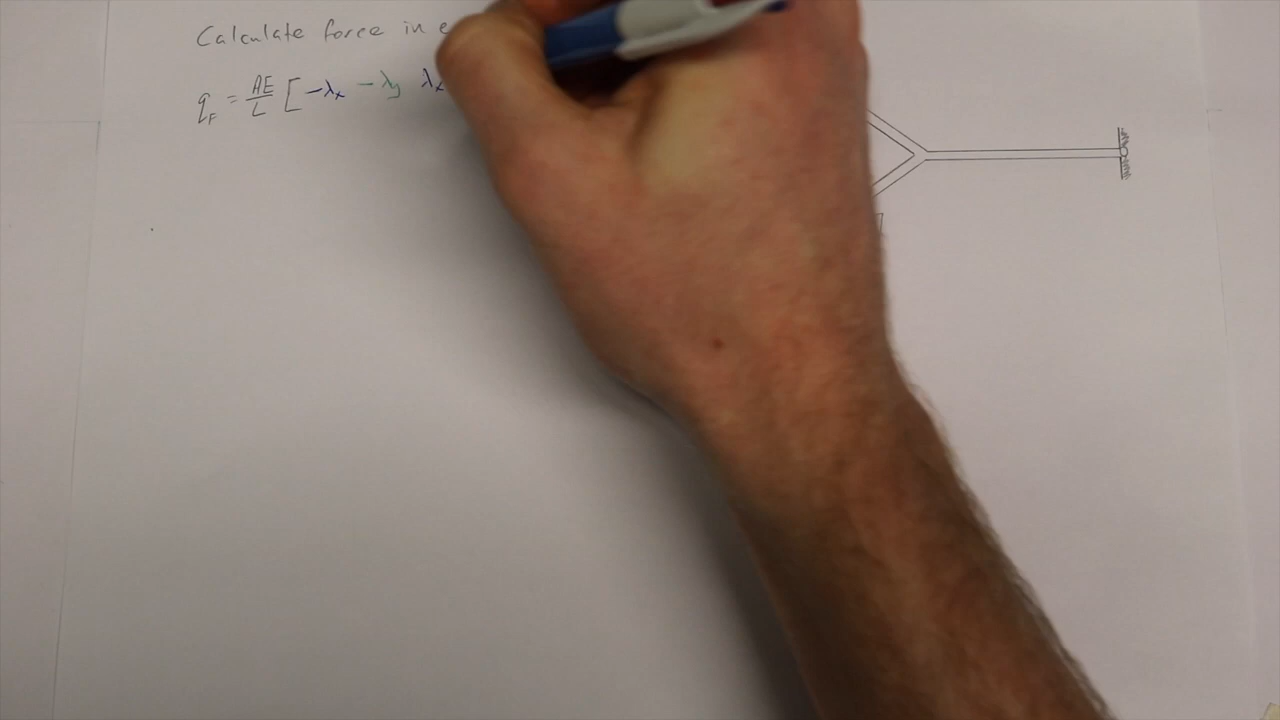 Calculate force in
q_F = AE/L [ -λx -λy λx